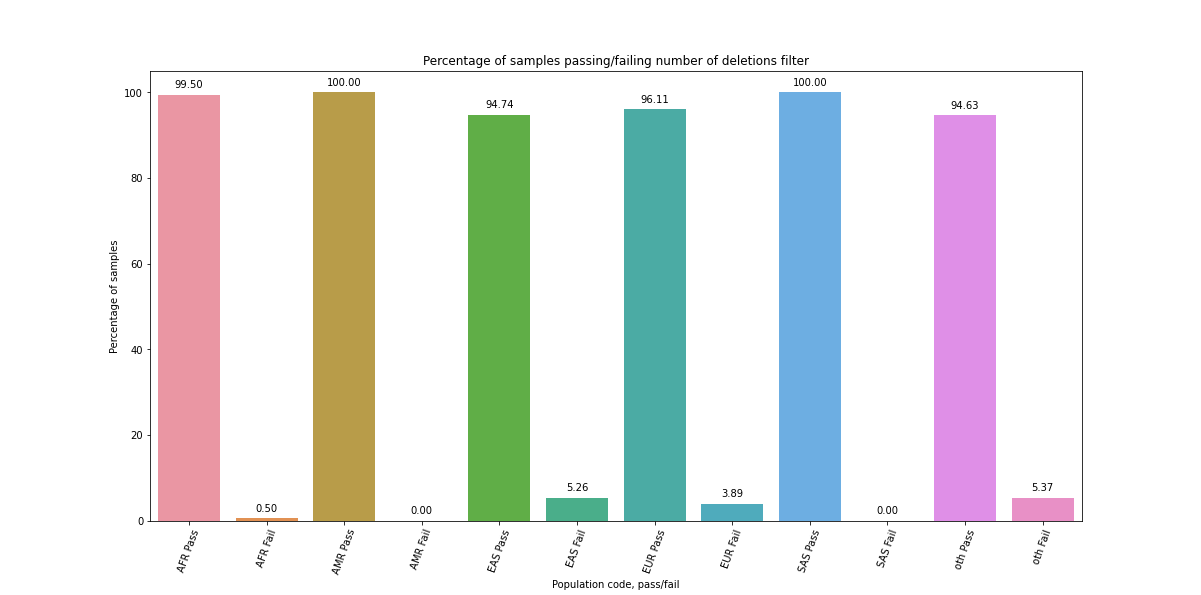 Percentage of samples passing/failing number of deletions filter
99.50
0.50
100.00
0.00
94.74
5.26
96.11
3.89
100.00
0.00
94.63
5.37
100
80
60
40
20
0
Percentage of samples
AFR Pass
AFR Fail
AMR Pass
AMR Fail
EAS Pass
EAS Fail
EUR Pass
EUR Fail
SAS Pass
SAS Fail
oth Pass
oth Fail
Population code, pass/fail